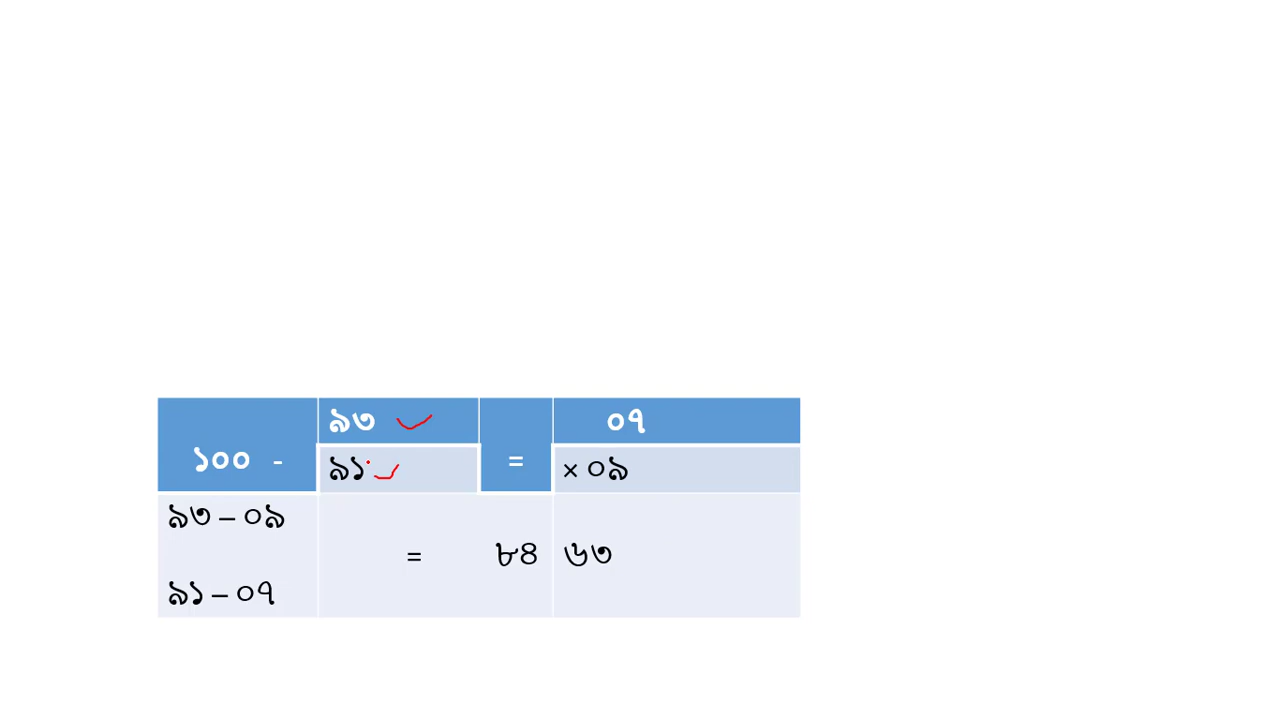 ৯৩
০৭
১০০ -
=
৯১
× ০৯
৯৩ – ০৯
= ৮৪ ৬৩
৯১ – ০৭